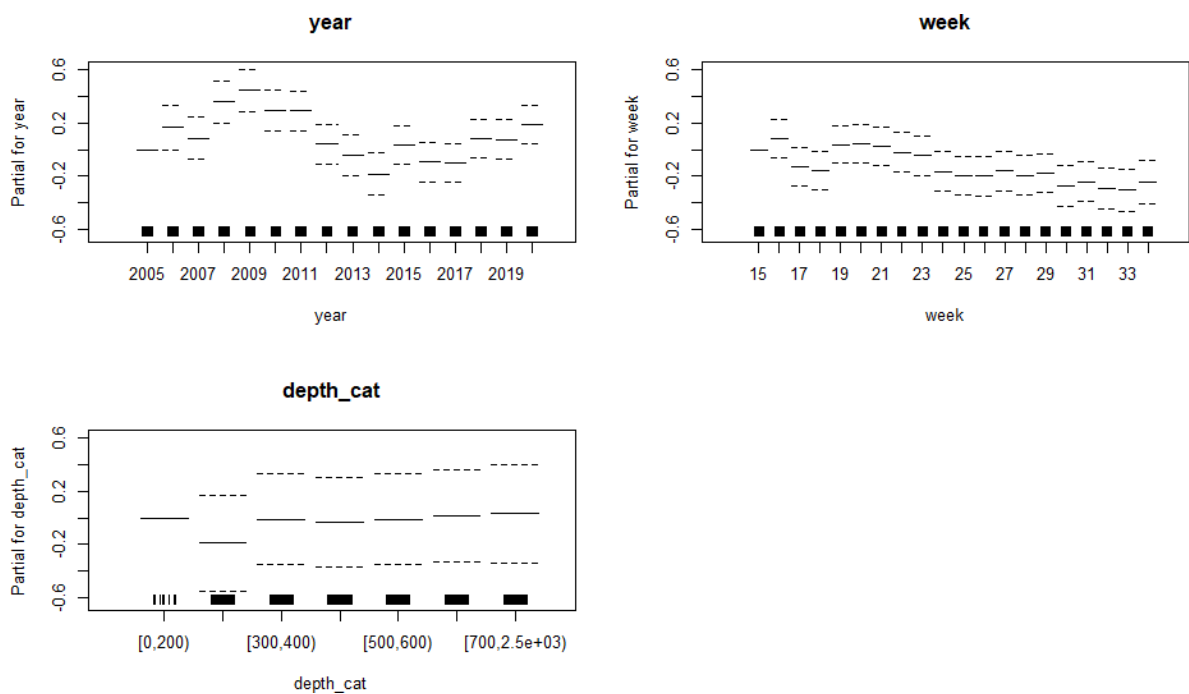 year
Partial for year
0.6
0.2
-0.2
-0.6
2005 2007 2009 2011 2013 2015 2017 2019
year
week
Partial for week
0.6
0.2
-0.2
-0.6
15 17 19 21 23 25 27 29 31 33
week
depth_cat
Partial for depth_cat
0.6
0.2
-0.2
-0.6
[0,200) [300,400) [500,600) [700,2.5e+03)
depth_cat